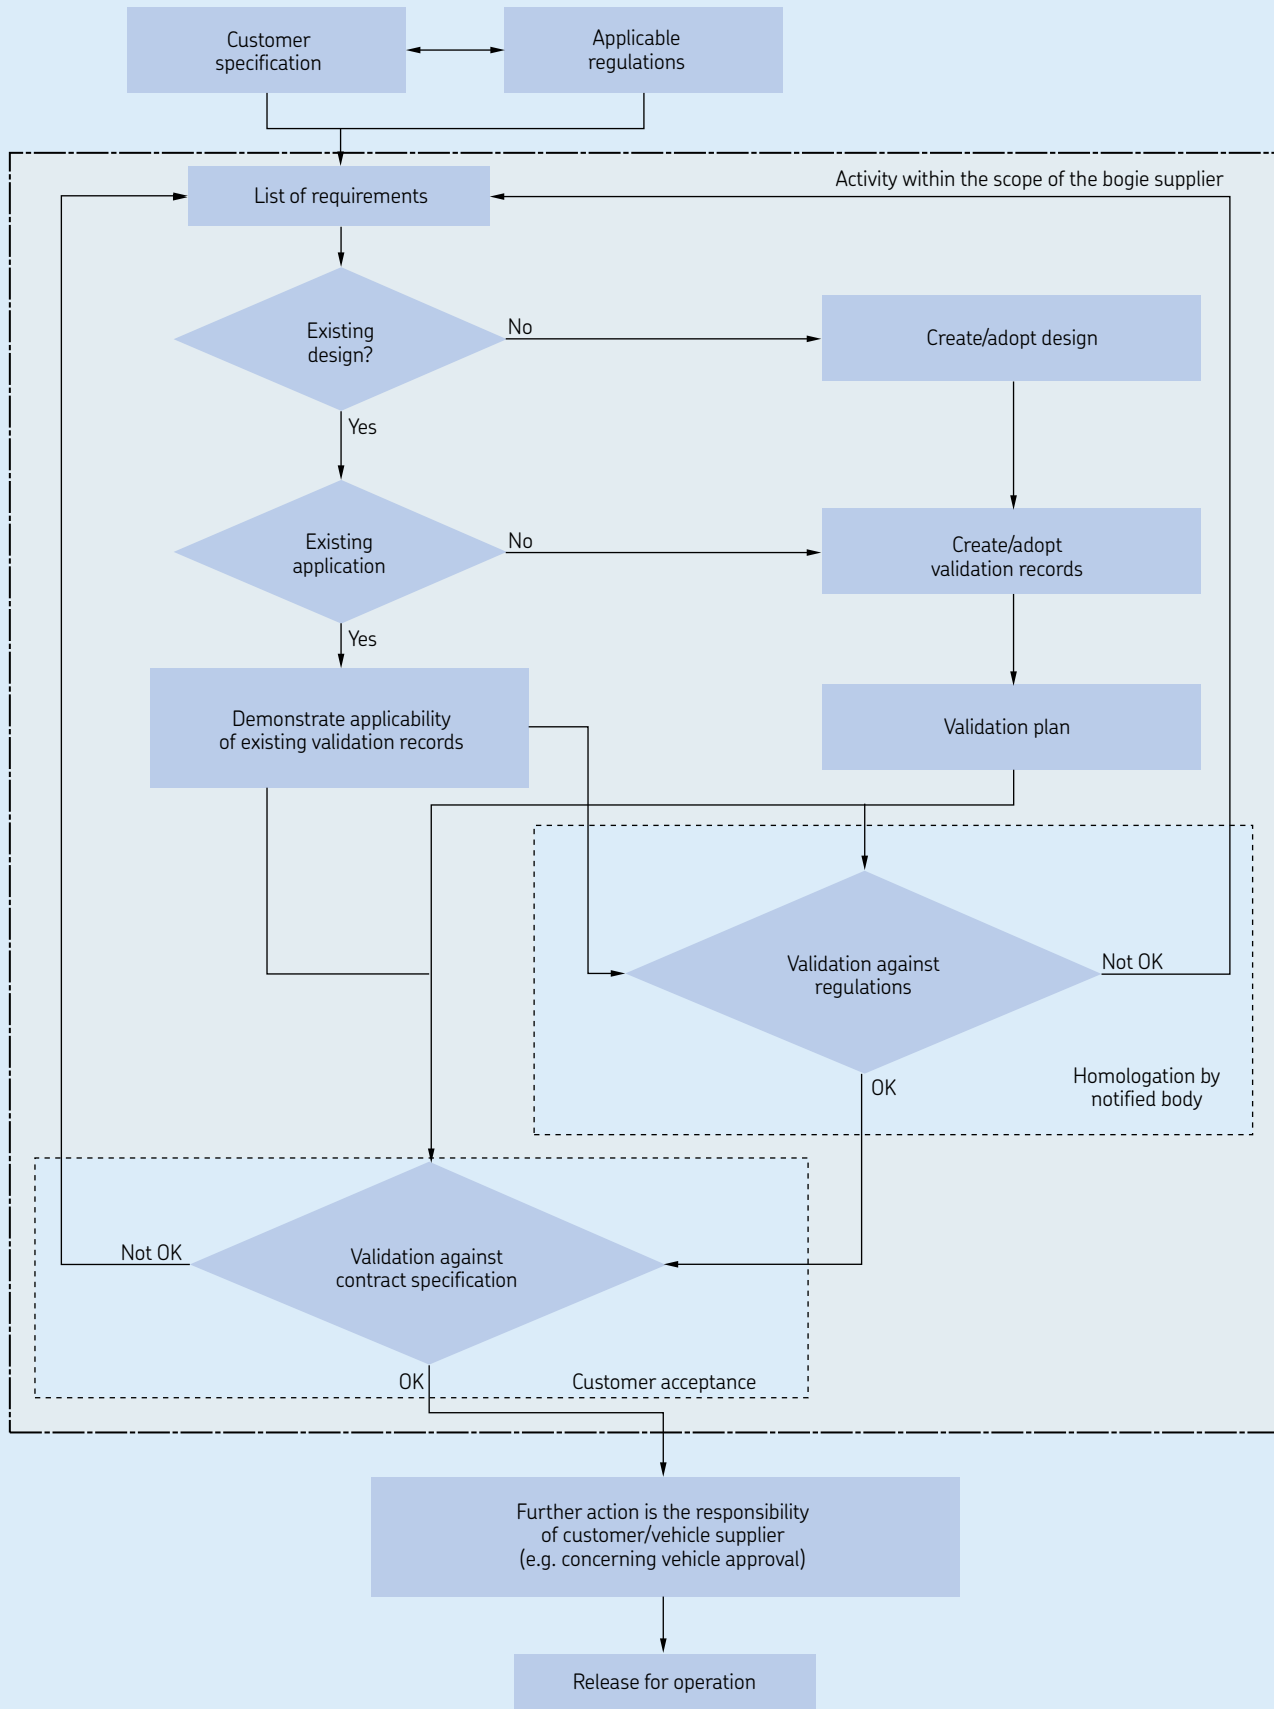 Customer
specification
Applicable
regulations
Activity within the scope of the bogie supplier
List of requirements
Existing
design?
No
Create/adopt design
Yes
Existing
application
No
Create/adopt
validation records
Yes
Demonstrate applicability
of existing validation records
Validation plan
Validation against
regulations
Not OK
OK
Homologation by
notified body
Not OK
Validation against
contract specification
OK
Customer acceptance
Further action is the responsibility
of customer/vehicle supplier
(e.g. concerning vehicle approval)
Release for operation